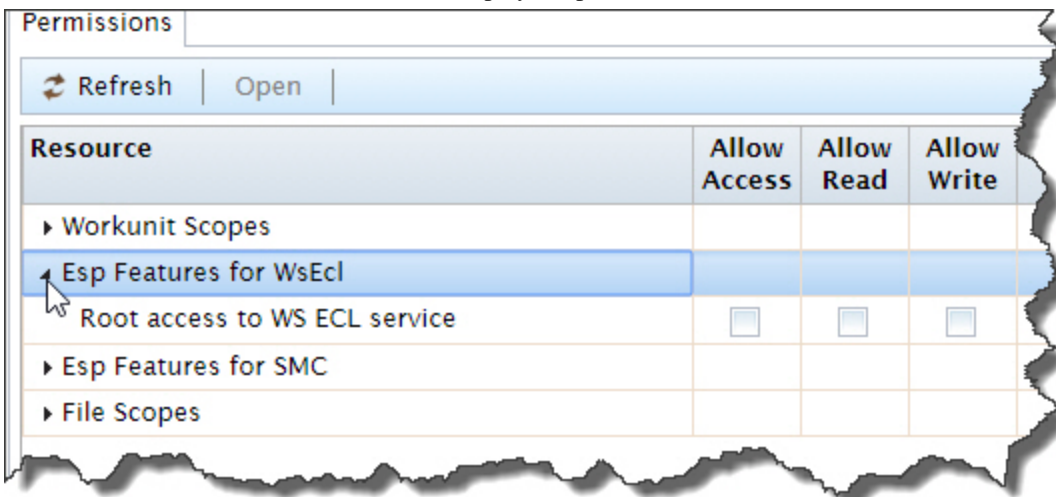 Permissions
Refresh | Open |
Resource Allow Access Allow Read Allow Write
Workunit Scopes
Esp Features for WsEcl
Root access to WS ECL service
Esp Features for SMC
File Scopes